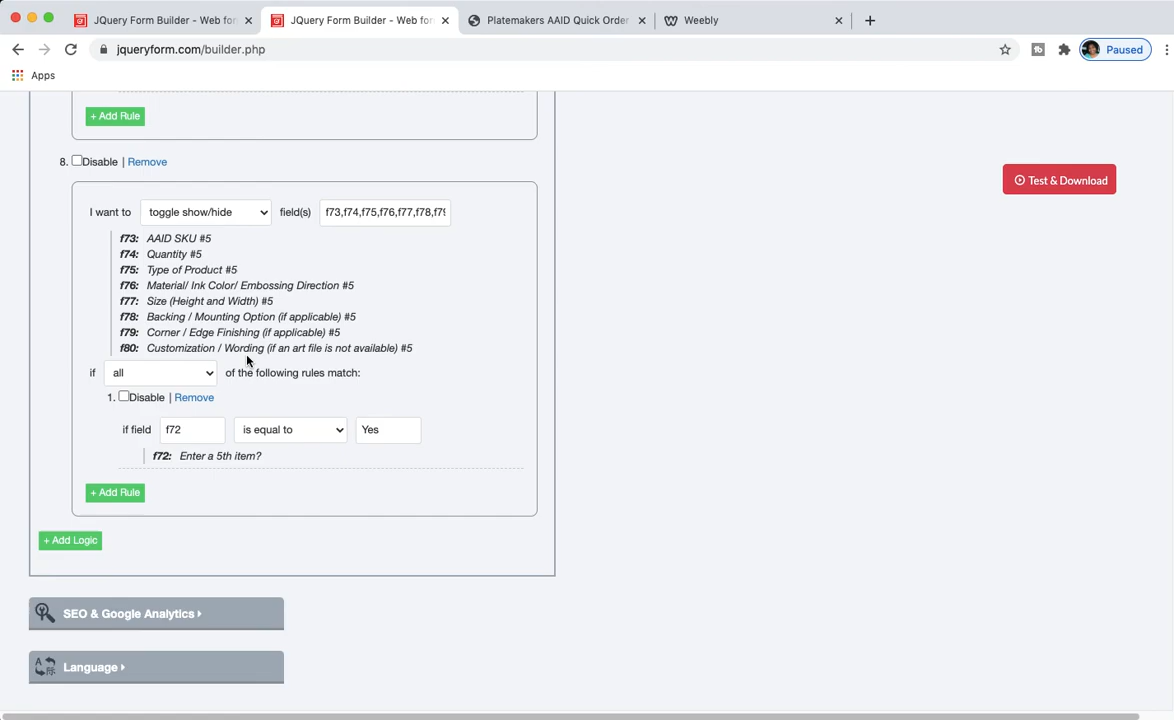 JQuery Form Builder - Web for
JQuery Form Builder - Web for
Platemakers AAID Quick Order
Weebly
jqueryform.com/builder.php
Paused
Apps
+ Add Rule
8. Disable | Remove
Test & Download
I want to toggle show/hide field(s) f73,f74,f75,f76,f77,f78,f79
f73: AAID SKU #5
f74: Quantity #5
f75: Type of Product #5
f76: Material/ Ink Color/ Embossing Direction #5
f77: Size (Height and Width) #5
f78: Backing / Mounting Option (if applicable) #5
f79: Corner / Edge Finishing (if applicable) #5
f80: Customization / Wording (if an art file is not available) #5
if all of the following rules match:
1. Disable | Remove
if field f72 is equal to Yes
f72: Enter a 5th item?
+ Add Rule
+ Add Logic
SEO & Google Analytics
Language